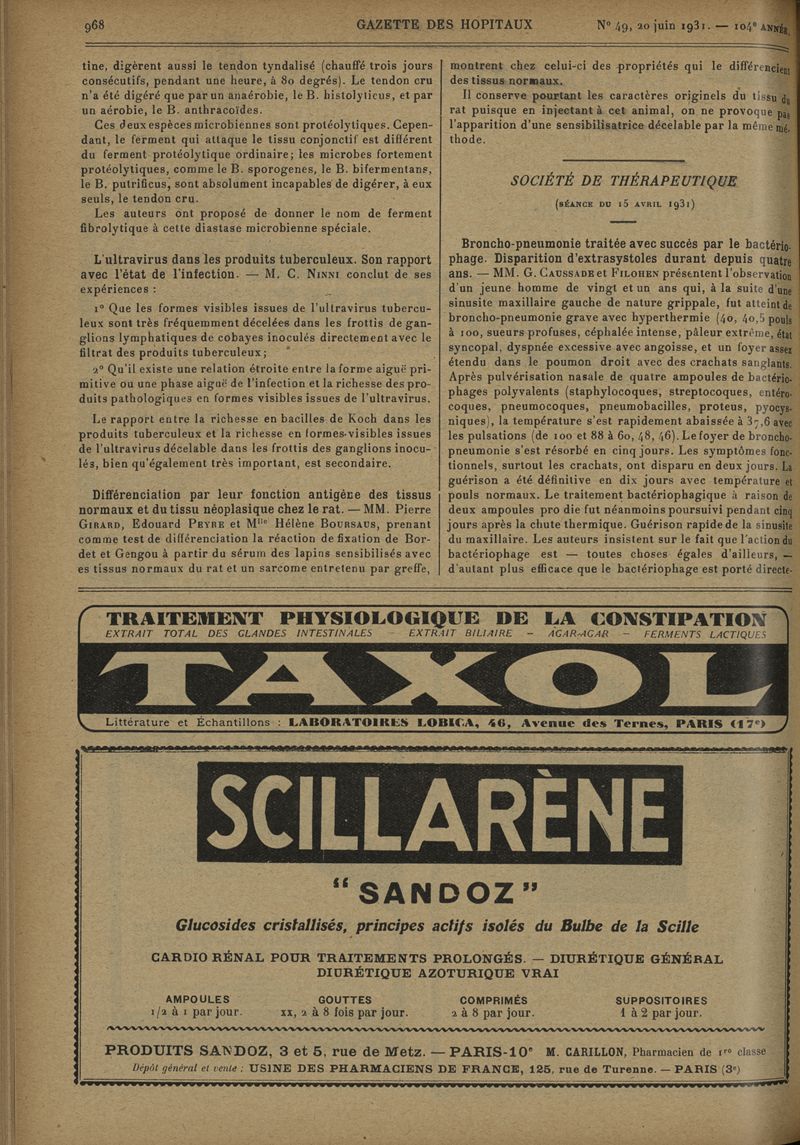 968
GAZETTE DES HOPITAUX
N° 49, 20 juin 1931. — 104e ANNÉE.
tine, digèrent aussi le tendon tyndalisé (chauffé trois jours
consécutifs, pendant une heure, à 80 degrés). Le tendon cru
n'a été digéré que par un anaérobie, le B. histolyticus, et par
un aérobie, le B. anthracoïdes.
Ces deux espèces microbiennes sont protéolytiques. Cepen-
dant, le ferment qui attaque le tissu conjonctif est différent
du ferment protéolytique ordinaire; les microbes fortement
protéolytiques, comme le B. sporogenes, le B. bifermentans,
le B. putrificus, sont absolument incapables de digérer, à eux
seuls, le tendon cru.
Les auteurs ont proposé de donner le nom de ferment
fibrolytique à cette diastase microbienne spéciale.
L'ultravirus dans les produits tuberculeux. Son rapport
avec l'état de l'infection. — M. C. NINNI conclut de ses
expériences :
1° Que les formes visibles issues de l'ultravirus tubercu-
leux sont très fréquemment décelées dans les frottis de gan-
glions lymphatiques de cobayes inoculés directement avec le
filtrat des produits tuberculeux;
2° Qu'il existe une relation étroite entre la forme aiguë pri-
mitive ou une phase aiguë de l'infection et la richesse des pro-
duits pathologiques en formes visibles issues de l'ultravirus.
Le rapport entre la richesse en bacilles de Koch dans les
produits tuberculeux et la richesse en formes visibles issues
de l'ultravirus décelable dans les frottis des ganglions inocu-
lés, bien qu'également très important, est secondaire.
Différenciation par leur fonction antigène des tissus
normaux et du tissu néoplasique chez le rat. — MM. Pierre
GIRARD, Edouard PEYRE et Mlle Hélène BOURSAUS, prenant
comme test de différenciation la réaction de fixation de Bor-
det et Gengou à partir du sérum des lapins sensibilisés avec
es tissus normaux du rat et un sarcome entretenu par greffe,
montrent chez celui-ci des propriétés qui le différencient
des tissus normaux.
Il conserve pourtant les caractères originels du tissu du
rat puisque en injectant à cet animal, on ne provoque pas
l'apparition d'une sensibilisatrice décelable par la même mé-
thode.
SOCIÉTÉ DE THÉRAPEUTIQUE
(SÉANCE DU 15 AVRIL 1931)
Broncho-pneumonie traitée avec succès par le bactério-
phage. Disparition d'extrasystoles durant depuis quatre
ans. — MM. G. CAUSSADE et FILOHEN présentent l'observation
d'un jeune homme de vingt et un ans qui, à la suite d'une
sinusite maxillaire gauche de nature grippale, fut atteint de
broncho-pneumonie grave avec hyperthermie (40, 40,5 pouls
à 100, sueurs profuses, céphalée intense, pâleur extrême, état
syncopal, dyspnée excessive avec angoisse, et un foyer assez
étendu dans le poumon droit avec des crachats sanglants.
Après pulvérisation nasale de quatre ampoules de bactério-
phages polyvalents (staphylocoques, streptocoques, entéro-
coques, pneumocoques, pneumobacilles, proteus, pyocys-
niques), la température s'est rapidement abaissée à 37,6 avec
les pulsations (de 100 et 88 à 60, 48, 46). Le foyer de broncho-
pneumonie s'est résorbé en cinq jours. Les symptômes fonc-
tionnels, surtout les crachats, ont disparu en deux jours. La
guérison a été définitive en dix jours avec température et
pouls normaux. Le traitement bactériophagique à raison de
deux ampoules pro die fut néanmoins poursuivi pendant cinq
jours après la chute thermique. Guérison rapide de la sinusite
du maxillaire. Les auteurs insistent sur le fait que l'action du
bactériophage est — toutes choses égales d'ailleurs, —
d'autant plus efficace que le bactériophage est porté directe-
TRAITEMENT PHYSIOLOGIQUE DE LA CONSTIPATION
EXTRAIT TOTAL DES GLANDES INTESTINALES – EXTRAIT BILIAIRE – AGAR-AGAR – FERMENTS LACTIQUES
TAXOL
Littérature et Échantillons : LABORATOIRES LOBICA, 46, Avenue des Ternes, PARIS (17e)
SCILLARÈNE
"SANDOZ"
Glucosides cristallisés, principes actifs isolés du Bulbe de la Scille
CARDIO RÉNAL POUR TRAITEMENTS PROLONGÉS. — DIURÉTIQUE GÉNÉRAL
DIURÉTIQUE AZOTURIQUE VRAI
AMPOULES GOUTTES COMPRIMÉS SUPPOSITOIRES
1/2 à 1 par jour. XX, 2 à 8 fois par jour. 2 à 8 par jour. 1 à 2 par jour.
PRODUITS SANDOZ, 3 et 5, rue de Metz. — PARIS-10e M. CARILLON, Pharmacien de 1re classe
Dépôt général et vente : USINE DES PHARMACIENS DE FRANCE, 125, rue de Turenne. — PARIS (3e)